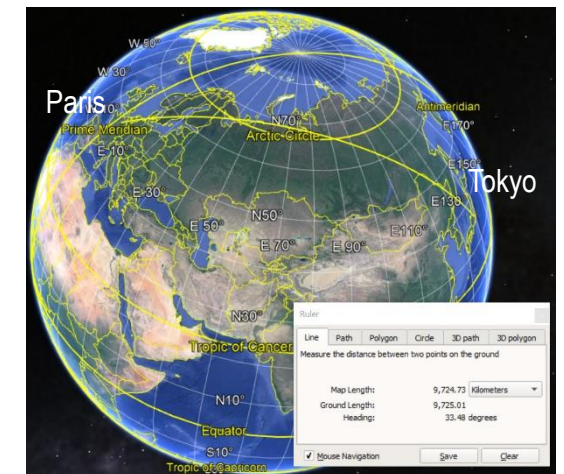 W 50°
W 30°
Paris
Antimeridian
N70°
E170°
Prime Meridian
Arctic Circle
E 10°
E150°
Tokyo
E 30°
E130°
N50°
E 50°
E110°
E 70°
E 90°
N30°
Tropic of Cancer
N10°
Equator
S10°
Tropic of Capricorn
Ruler
Line Path Polygon Circle 3D path 3D polygon
Measure the distance between two points on the ground
Map Length: 9,724.73 Kilometers
Ground Length: 9,725.01
Heading: 33.48 degrees
Mouse Navigation Save Clear